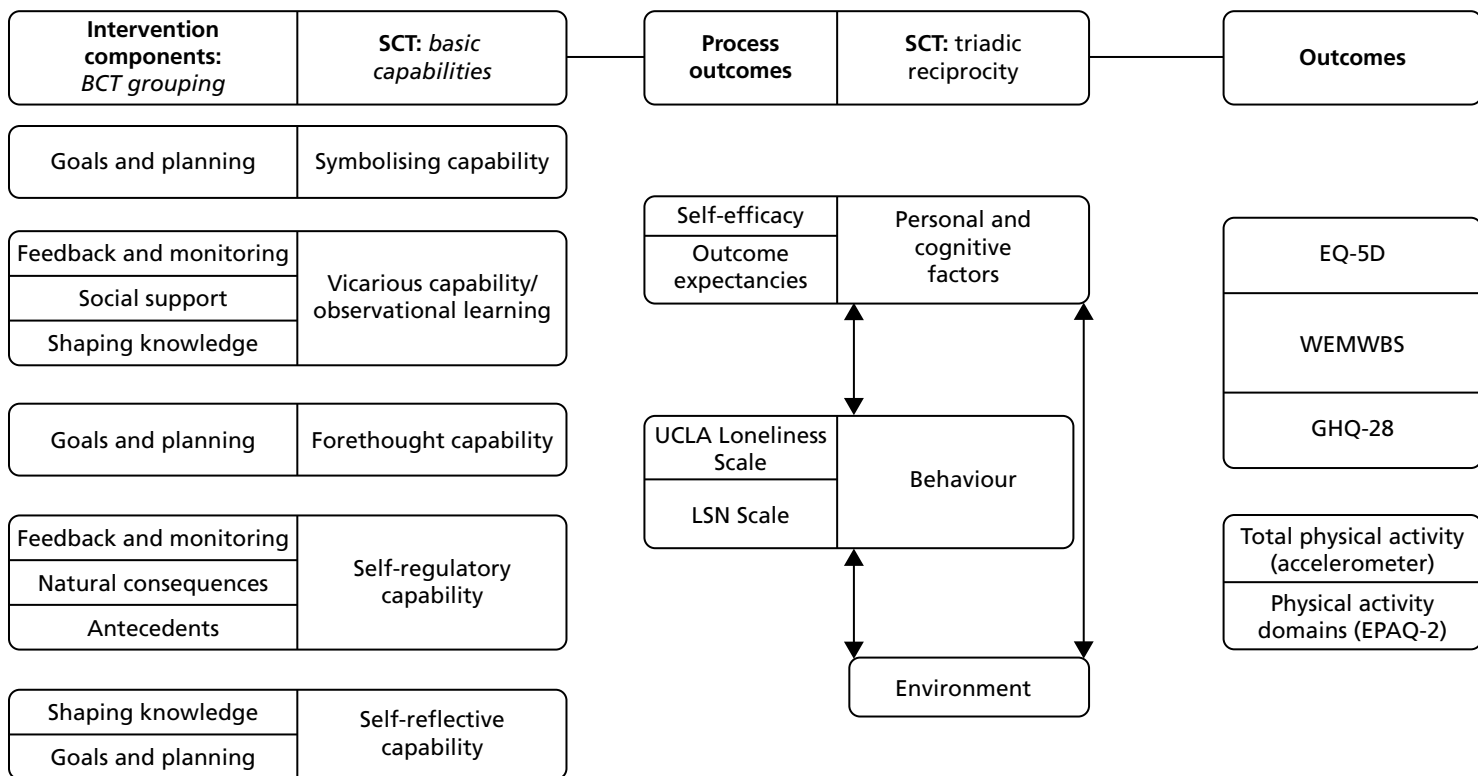 Intervention
components:
BCT grouping
SCT: basic
capabilities
Process
outcomes
SCT: triadic
reciprocity
Outcomes
Goals and planning
Symbolising capability
Feedback and monitoring
Social support
Shaping knowledge
Vicarious capability/
observational learning
Goals and planning
Forethought capability
Feedback and monitoring
Natural consequences
Antecedents
Self-regulatory
capability
Shaping knowledge
Goals and planning
Self-reflective
capability
Self-efficacy
Outcome
expectancies
Personal and
cognitive
factors
UCLA Loneliness
Scale
LSN Scale
Behaviour
Environment
EQ-5D
WEMWBS
GHQ-28
Total physical activity
(accelerometer)
Physical activity
domains (EPAQ-2)